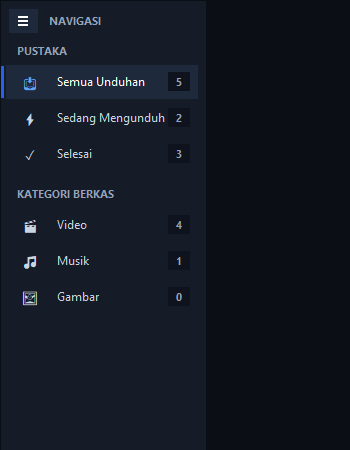 NAVIGASI
PUSTAKA
Semua Unduhan 5
Sedang Mengunduh 2
Selesai 3
KATEGORI BERKAS
Video 4
Musik 1
Gambar 0